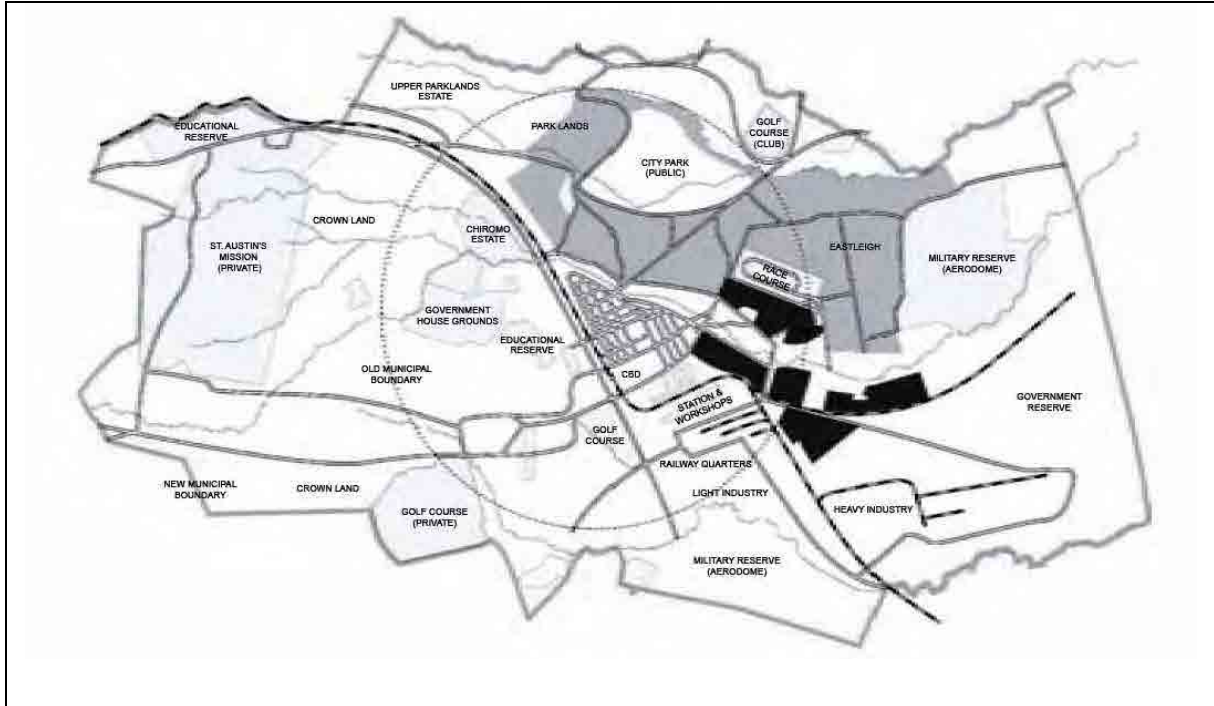 UPPER PARKLANDS
ESTATE
EDUCATIONAL
RESERVE
PARK LANDS
GOLF
COURSE
(CLUB)
CITY PARK
(PUBLIC)
CROWN LAND
CHIROMO
ESTATE
ST. AUSTIN'S
MISSION
(PRIVATE)
EASTLEIGH
MILITARY RESERVE
(AERODOME)
RACE
COURSE
GOVERNMENT
HOUSE GROUNDS
EDUCATIONAL
RESERVE
OLD MUNICIPAL
BOUNDARY
CBD
STATION &
WORKSHOPS
GOVERNMENT
RESERVE
GOLF
COURSE
RAILWAY QUARTERS
NEW MUNICIPAL
BOUNDARY
CROWN LAND
LIGHT INDUSTRY
GOLF COURSE
(PRIVATE)
HEAVY INDUSTRY
MILITARY RESERVE
(AERODOME)